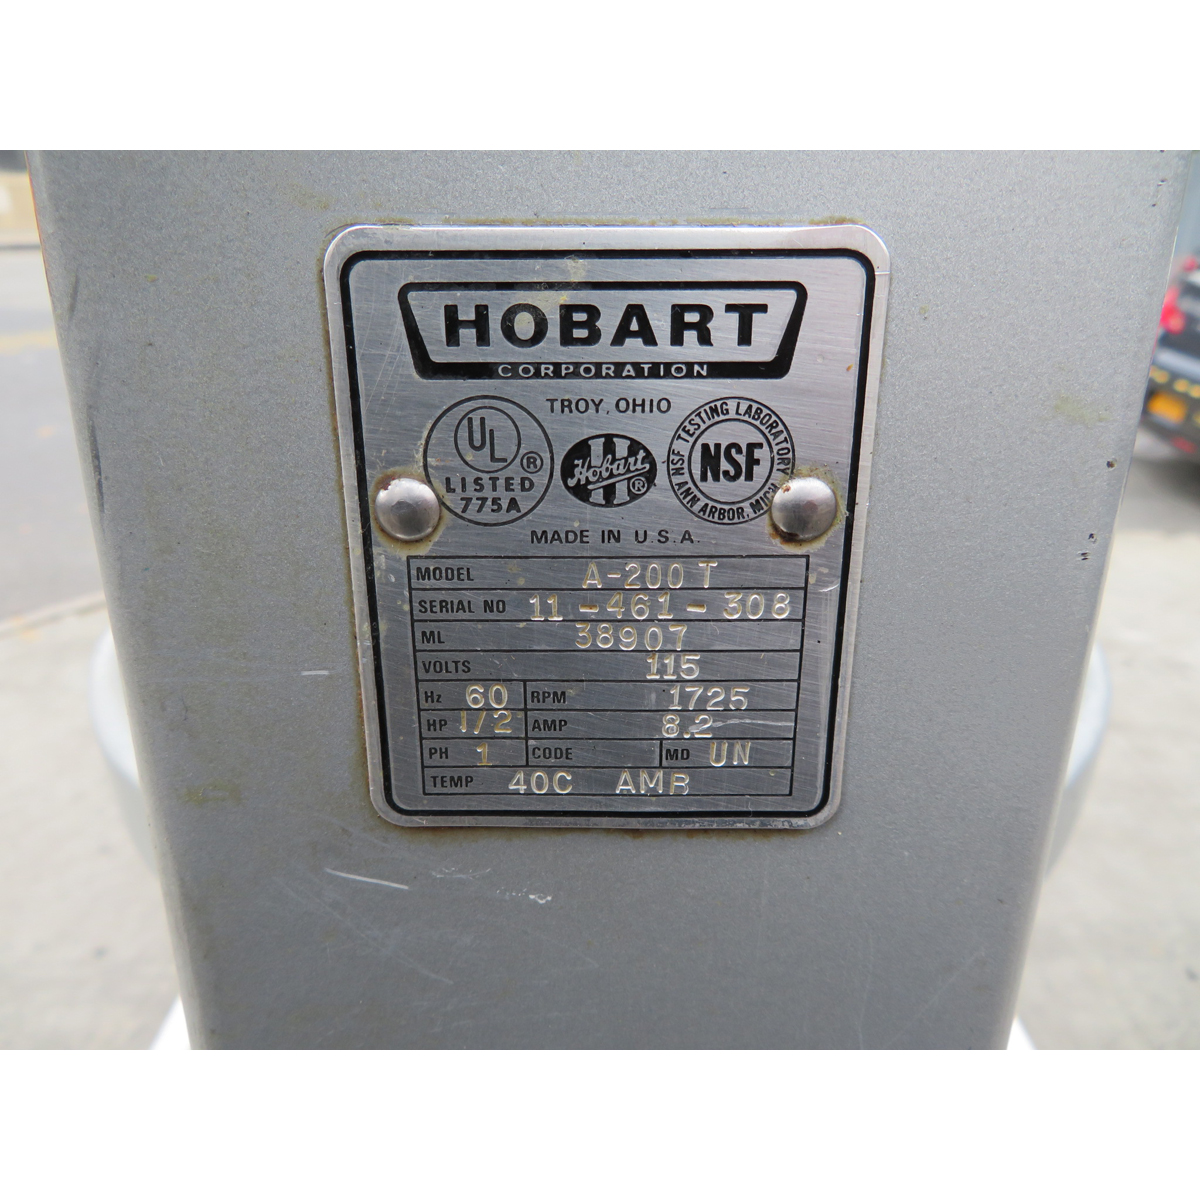 HOBART
CORPORATION
TROY, OHIO
UL ®
LISTED
775A
Hobart ®
NSF TESTING LABORATORY
NSF
ANN ARBOR, MICH
MADE IN U.S.A.
MODEL A-200 T
SERIAL NO 11-461-308
ML 38907
VOLTS 115
Hz 60 RPM 1725
HP 1/2 AMP 8.2
PH 1 CODE MD UN
TEMP 40C AMB